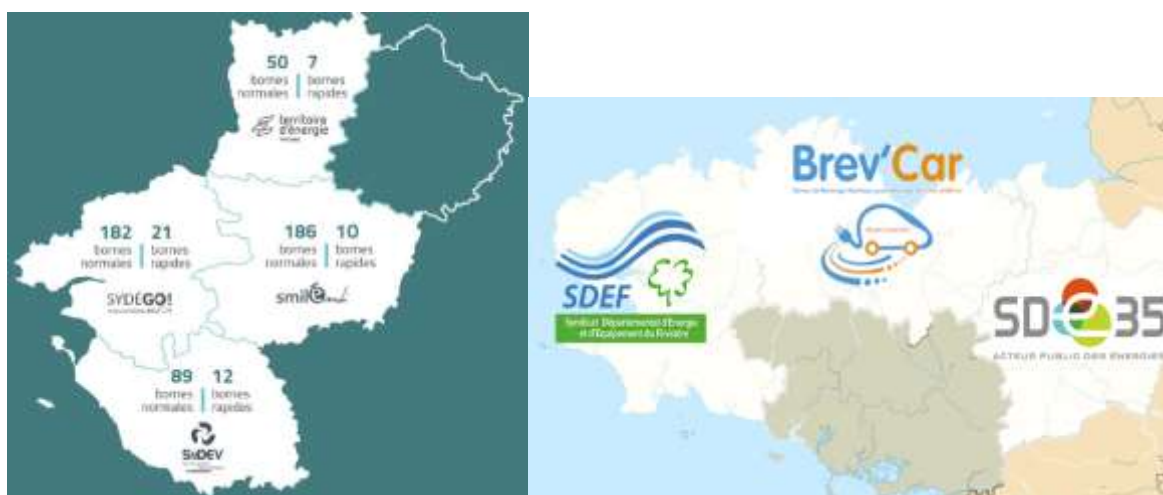 50 7
bornes bornes
normales rapides
territoire
d'énergie
182 21
bornes bornes
normales rapides
SYDEGO!
186 10
bornes bornes
normales rapides
smile
89 12
bornes bornes
normales rapides
SyDEV
Brev'Car
SDEF
Syndicat Départemental d'Energie
et d'Equipement du Finistère
SDe35
ACTEUR PUBLIC DES ENERGIES